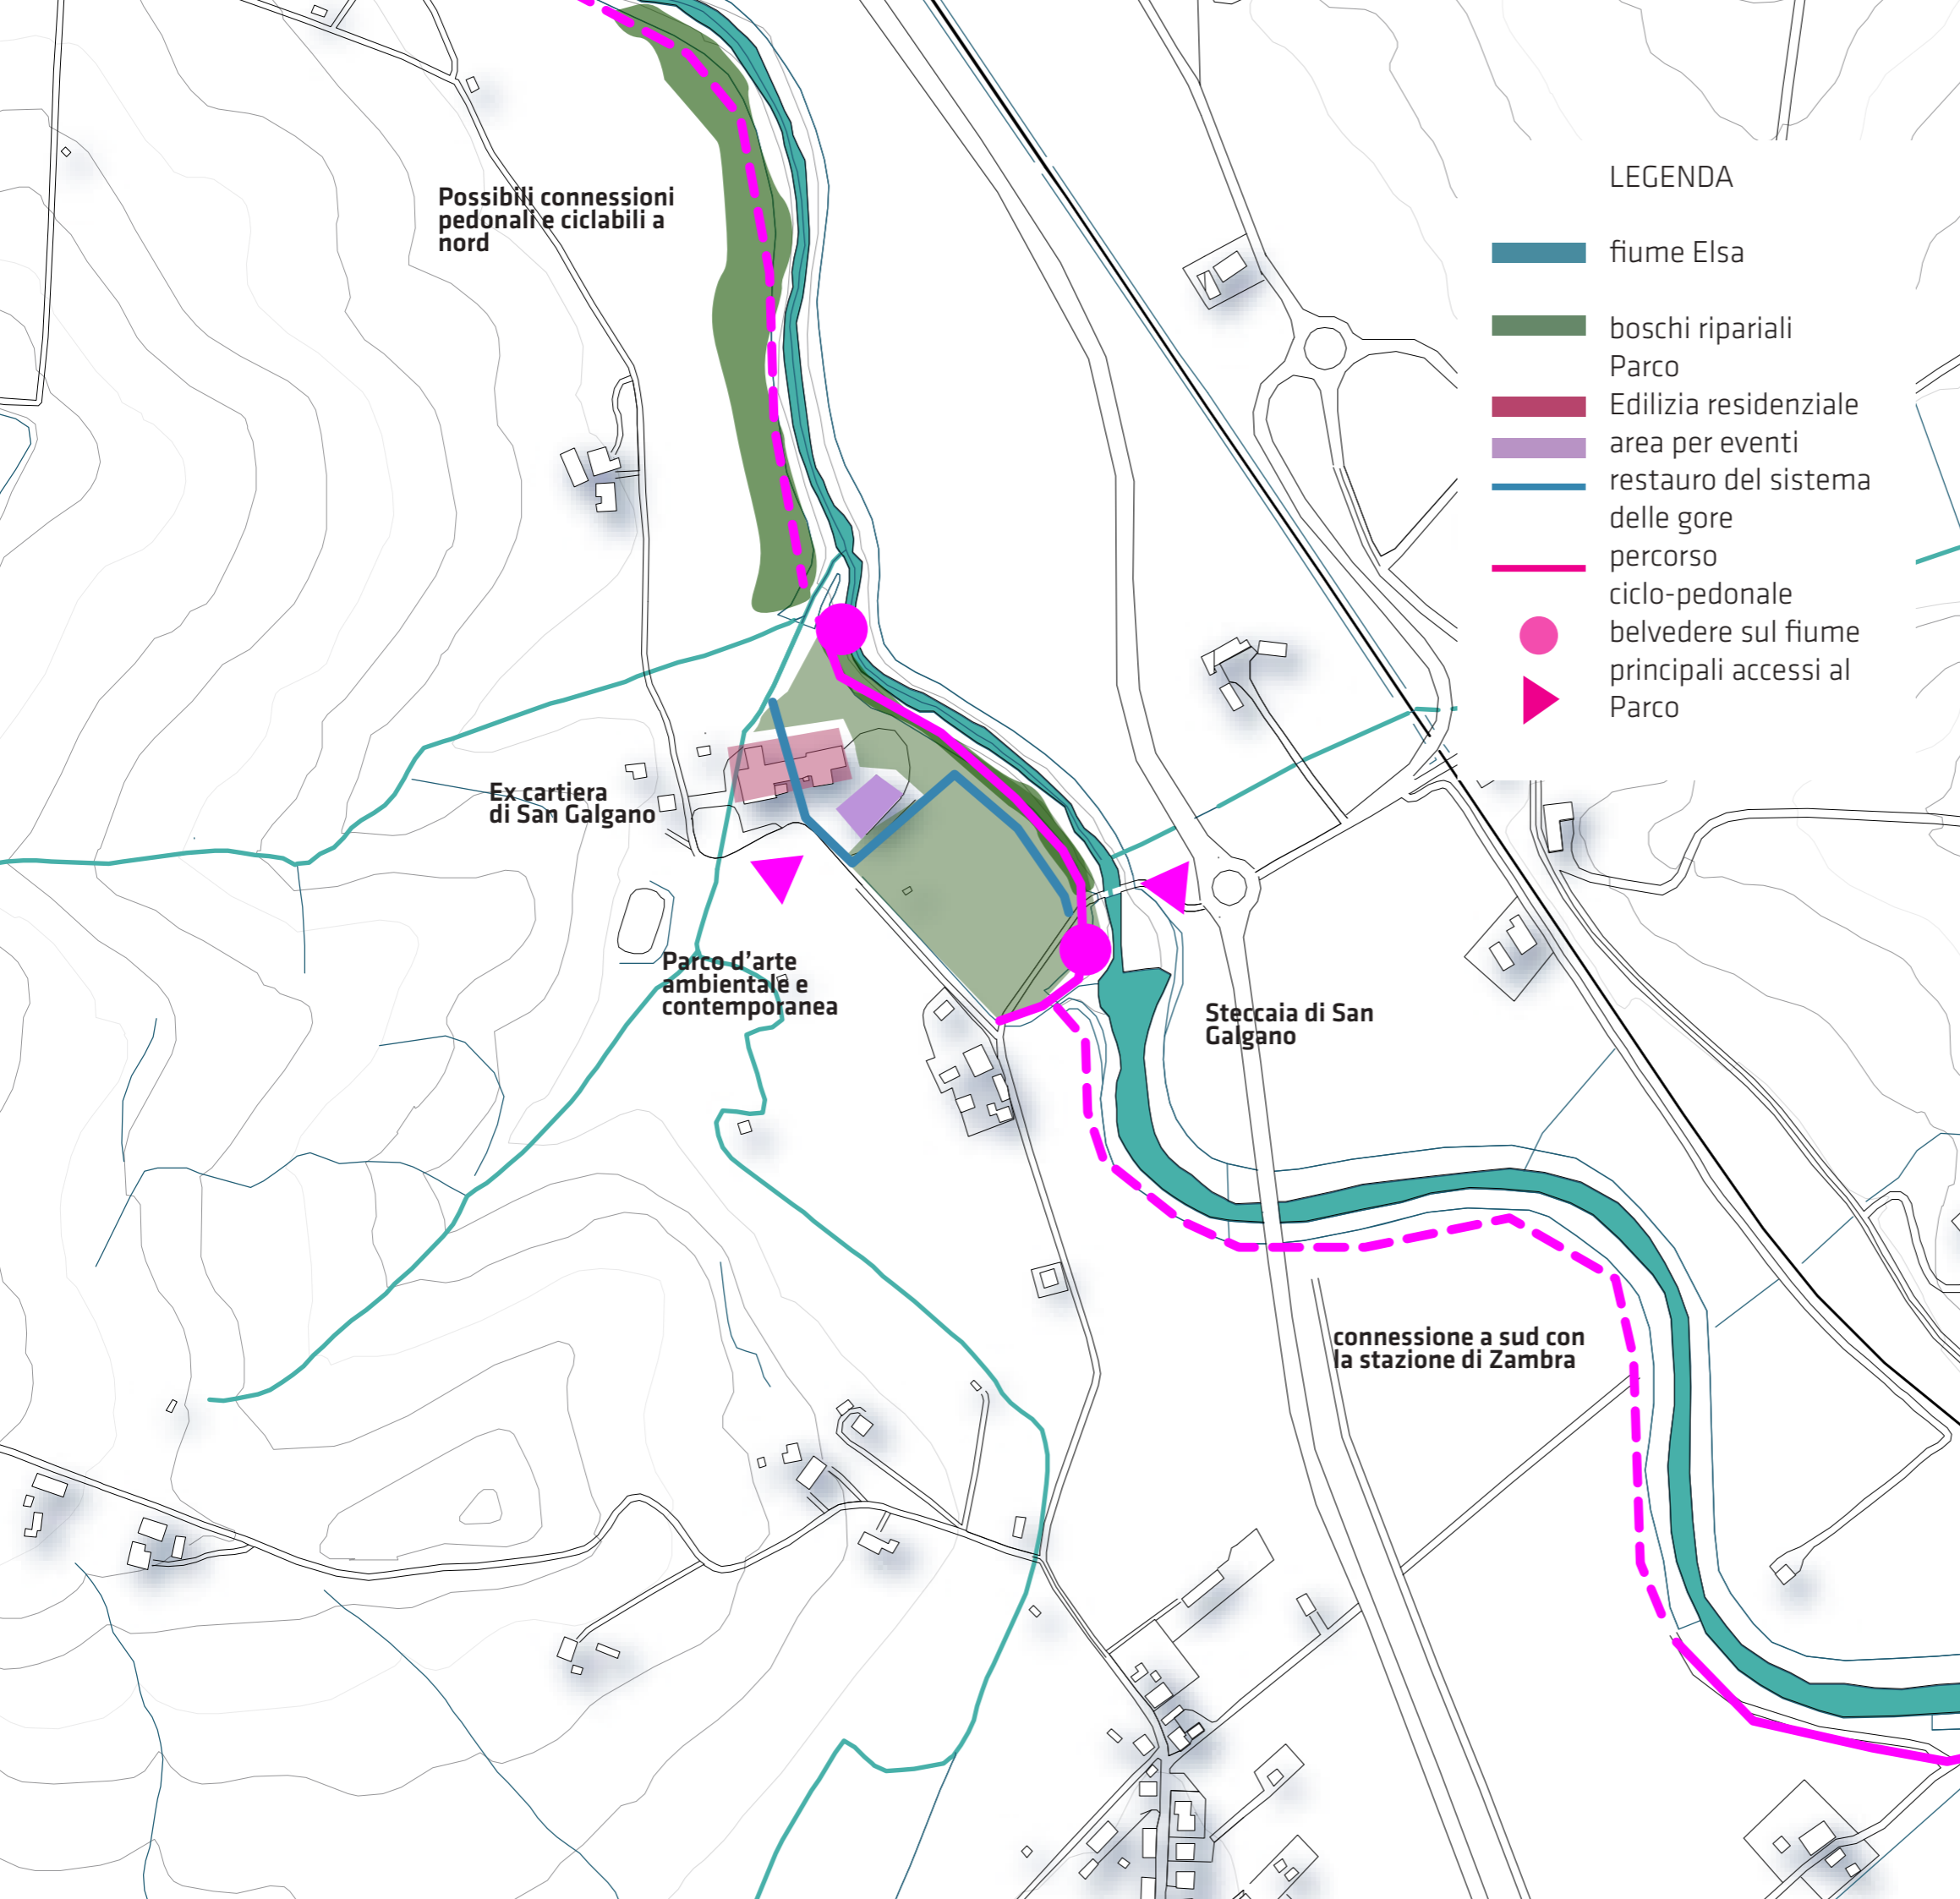 Possibili connessioni
pedonali e ciclabili a
nord
LEGENDA
fiume Elsa
boschi ripariali
Parco
Edilizia residenziale
area per eventi
restauro del sistema
delle gore
percorso
ciclo-pedonale
belvedere sul fiume
principali accessi al
Parco
Ex cartiera
di San Galgano
Parco d’arte
ambientale e
contemporanea
Steccaia di San
Galgano
connessione a sud con
la stazione di Zambra